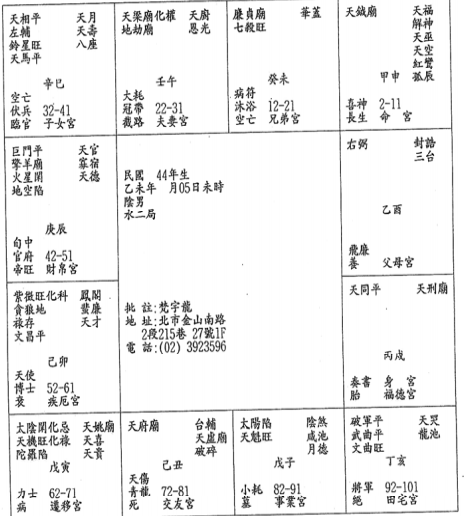 天相平 天月
左輔 天壽
鈴星旺 八座
天馬平
辛巳
空亡
伏兵 32-41
臨官 子女宮
天梁廟化權 天廚
地劫廟 恩光
壬午
大耗
冠帶 22-31
截路 夫妻宮
廉貞廟 華蓋
七殺旺
癸未
病符
沐浴 12-21
空亡 兄弟宮
天鉞廟 天福
解神
天巫
天空
紅鸞
孤辰
甲申
喜神 2-11
長生 命 宮
巨門平 天官
擎羊廟 寡宿
火星閒 天德
地空陷
庚辰
旬中
官府 42-51
帝旺 財帛宮
民國 44年生
乙未年 月05日未時
陰男
水二局
批 註:梵字龍
地 址:北市金山南路
2段215巷 27號1F
電 話:(02) 3923596
右弼 封誥
三台
乙酉
飛廉
養 父母宮
紫微旺化科 鳳閣
貪狼地 蜚廉
祿存 天才
文昌平
己卯
天使
博士 52-61
衰 疾厄宮
天同平 天刑廟
丙戌
奏書 身 宮
胎 福德宮
太陰閒化忌 天姚廟
天機旺化祿 天喜
陀羅陷 天貴
戊寅
力士 62-71
病 遷移宮
天府廟 台輔
天虛廟
破碎
己丑
天傷
青龍 72-81
死 交友宮
太陽陷 陰煞
天魁旺 咸池
月德
戊子
小耗 82-91
墓 事業宮
破軍平 天哭
武曲平 龍池
文曲旺
丁亥
將軍 92-101
絕 田宅宮